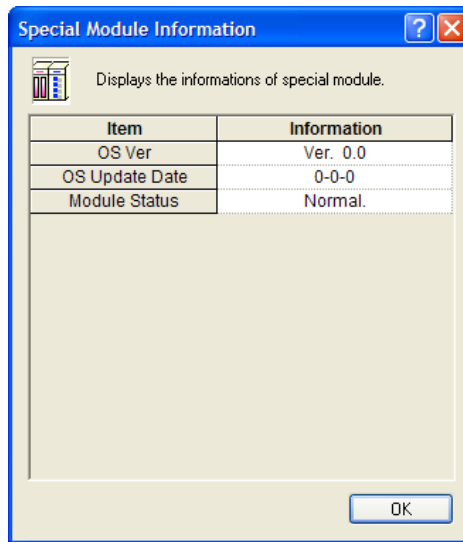 Special Module Information
Displays the informations of special module.
Item Information
OS Ver Ver. 0.0
OS Update Date 0-0-0
Module Status Normal.
OK